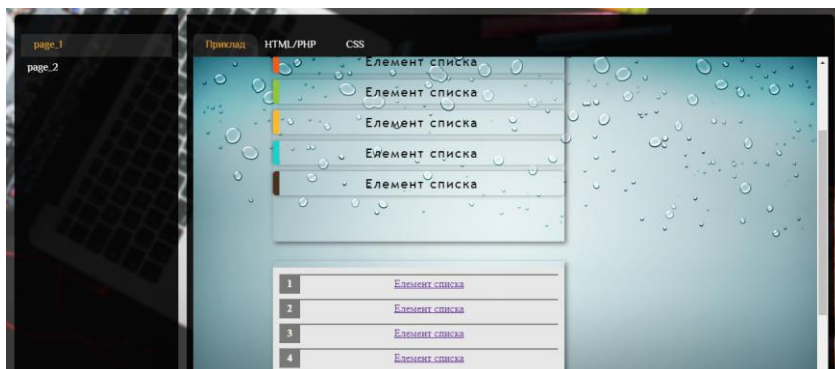 page_1
page_2
Приклад HTML/PHP CSS
Елемент списка
Елемент списка
Елемент списка
Елемент списка
Елемент списка
1 Елемент списка
2 Елемент списка
3 Елемент списка
4 Елемент списка